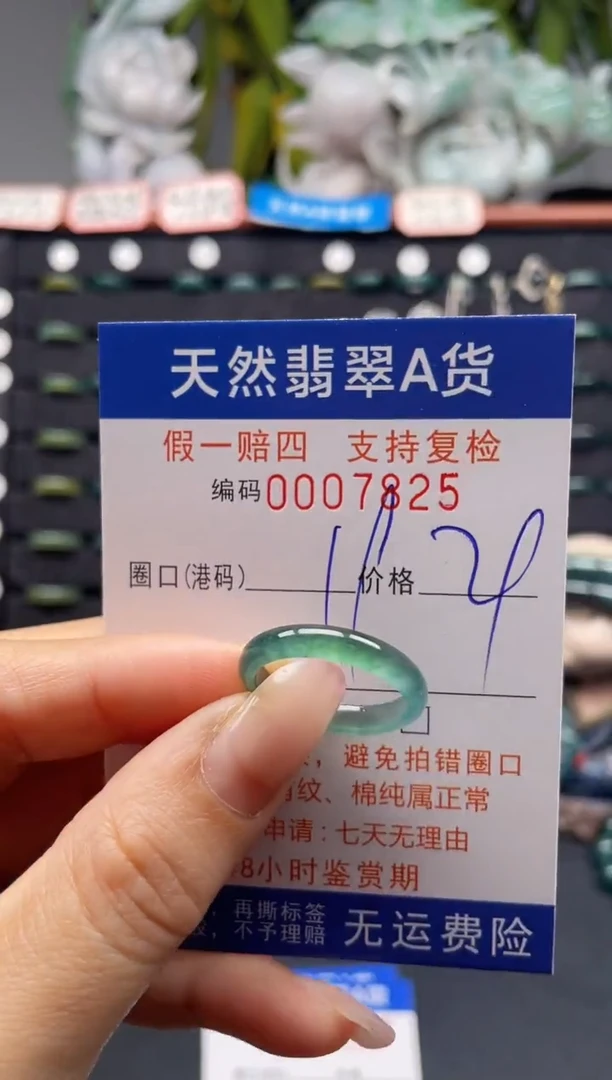 天然翡翠A货
假一赔四 支持复检
编码0007825
圈口(港码) 价格
，避免拍错圈口
纹、棉纯属正常
申请：七天无理由
8小时鉴赏期
再撕标签
，不予理赔
无运费险